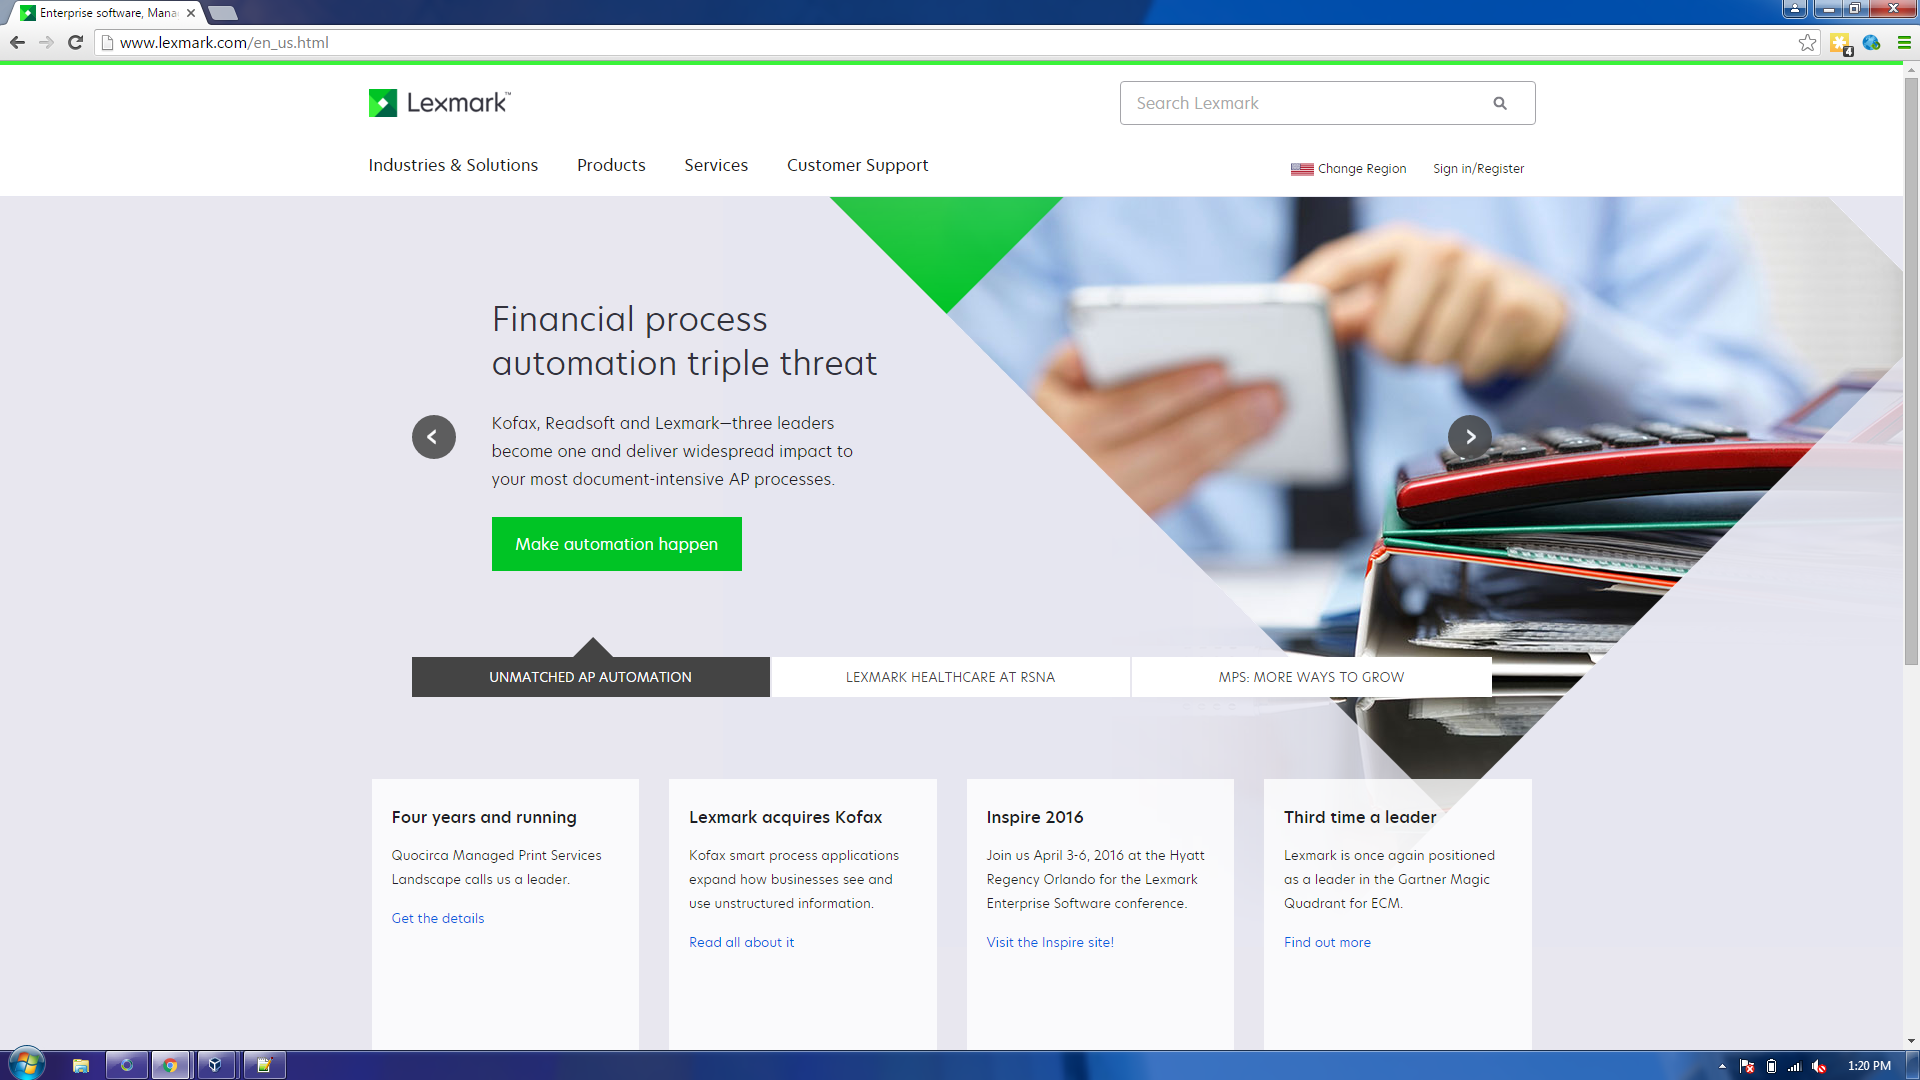 Enterprise software, Mana
www.lexmark.com/en_us.html
4
Lexmark™
Search Lexmark
Industries & Solutions
Products
Services
Customer Support
Change Region
Sign in/Register
Financial process
automation triple threat
Kofax, Readsoft and Lexmark—three leaders
become one and deliver widespread impact to
your most document-intensive AP processes.
Make automation happen
UNMATCHED AP AUTOMATION
LEXMARK HEALTHCARE AT RSNA
MPS: MORE WAYS TO GROW
Four years and running
Quocirca Managed Print Services
Landscape calls us a leader.
Get the details
Lexmark acquires Kofax
Kofax smart process applications
expand how businesses see and
use unstructured information.
Read all about it
Inspire 2016
Join us April 3-6, 2016 at the Hyatt
Regency Orlando for the Lexmark
Enterprise Software conference.
Visit the Inspire site!
Third time a leader
Lexmark is once again positioned
as a leader in the Gartner Magic
Quadrant for ECM.
Find out more
1:20 PM